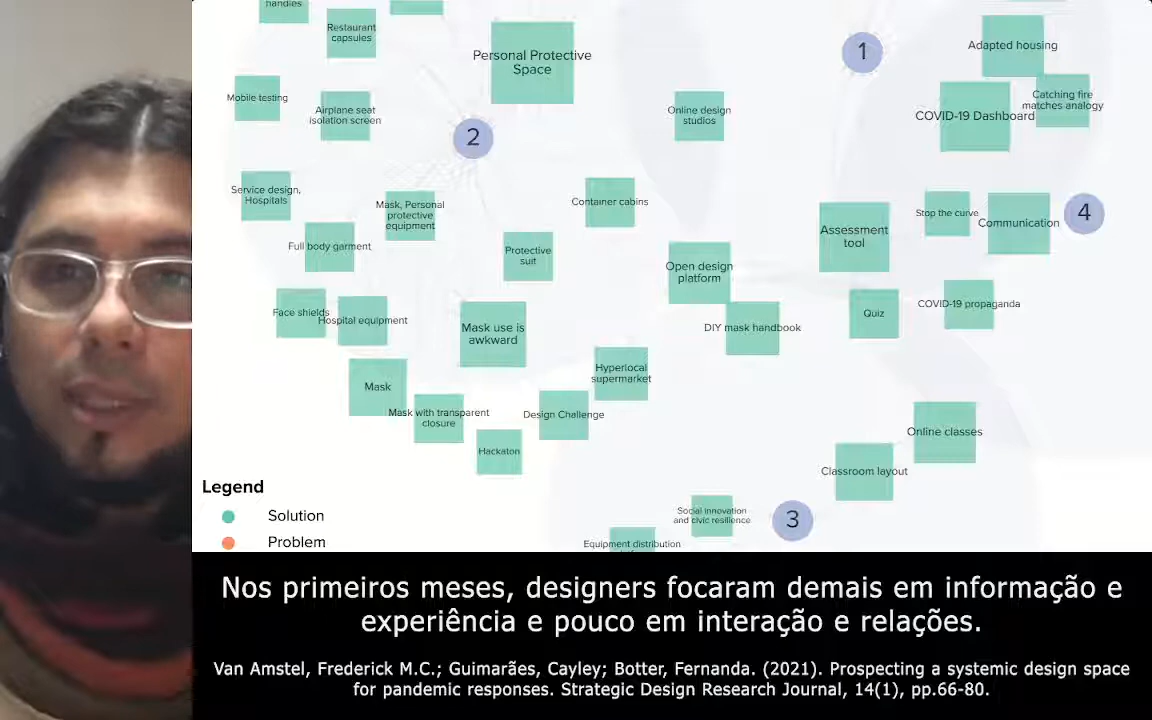 handles
Restaurant
capsules
Personal Protective
Space
1
Adapted housing
Mobile testing
Airplane seat
isolation screen
2
Online design
studios
COVID-19 Dashboard
Catching fire
matches analogy
Service design,
Hospitals
Mask, Personal
protective
equipment
Container cabins
Stop the curve
Communication
4
Full body garment
Protective
suit
Assessment
tool
Open design
platform
Face shields
Hospital equipment
Mask use is
awkward
DIY mask handbook
Quiz
COVID-19 propaganda
Mask
Hyperlocal
supermarket
Mask with transparent
closure
Design Challenge
Online classes
Hackaton
Classroom layout
Legend
Solution
Problem
Social innovation
and civic resilience
3
Equipment distribution
Nos primeiros meses, designers focaram demais em informação e
experiência e pouco em interação e relações.
Van Amstel, Frederick M.C.; Guimarães, Cayley; Botter, Fernanda. (2021). Prospecting a systemic design space
for pandemic responses. Strategic Design Research Journal, 14(1), pp.66-80.